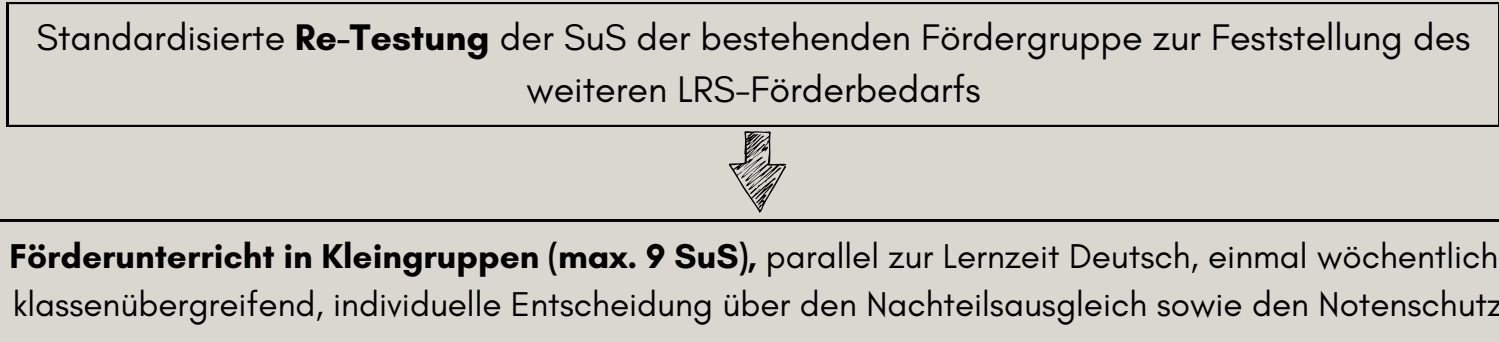 Standardisierte Re-Testung der SuS der bestehenden Fördergruppe zur Feststellung des
weiteren LRS-Förderbedarfs
Förderunterricht in Kleingruppen (max. 9 SuS), parallel zur Lernzeit Deutsch, einmal wöchentlich
klassenübergreifend, individuelle Entscheidung über den Nachteilsausgleich sowie den Notenschutz